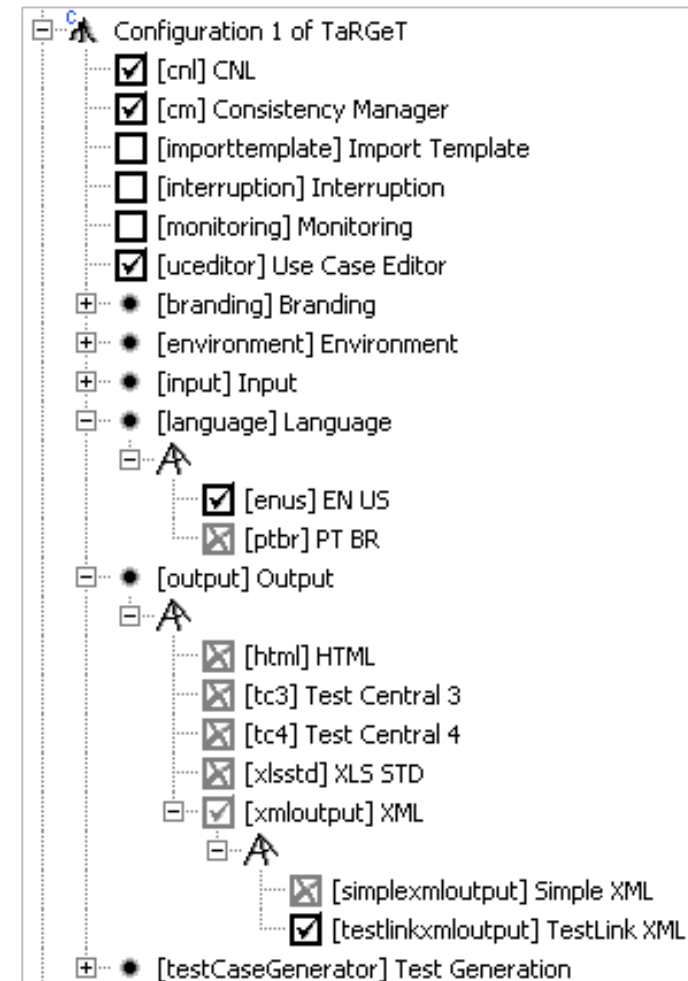 C
Configuration 1 of TaRGeT
[cnl] CNL
[cm] Consistency Manager
[importtemplate] Import Template
[interruption] Interruption
[monitoring] Monitoring
[uceditor] Use Case Editor
[branding] Branding
[environment] Environment
[input] Input
[language] Language
[enus] EN US
[ptbr] PT BR
[output] Output
[html] HTML
[tc3] Test Central 3
[tc4] Test Central 4
[xlsstd] XLS STD
[xmloutput] XML
[simplexmloutput] Simple XML
[testlinkxmloutput] TestLink XML
[testCaseGenerator] Test Generation